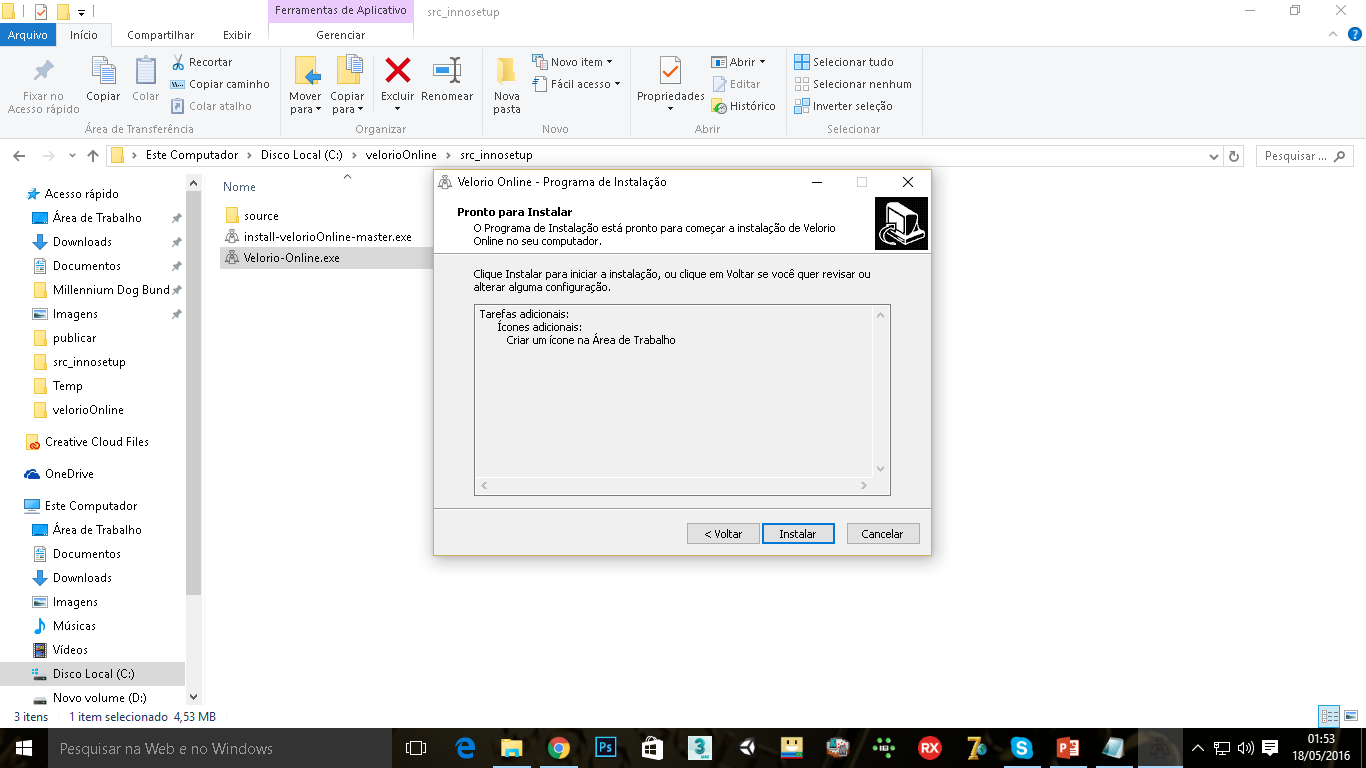 Ferramentas de Aplicativo
src_innosetup
Arquivo
Início
Compartilhar
Exibir
Gerenciar
Fixar no
Acesso rápido
Copiar
Colar
Recortar
Copiar caminho
Colar atalho
Área de Transferência
Mover
para
Copiar
para
Excluir
Renomear
Organizar
Nova
pasta
Novo item
Fácil acesso
Novo
Propriedades
Abrir
Editar
Histórico
Abrir
Selecionar tudo
Selecionar nenhum
Inverter seleção
Selecionar
Este Computador
Disco Local (C:)
velorioOnline
src_innosetup
Pesquisar ...
Acesso rápido
Área de Trabalho
Downloads
Documentos
Millennium Dog Bund
Imagens
publicar
src_innosetup
Temp
velorioOnline
Creative Cloud Files
OneDrive
Este Computador
Área de Trabalho
Documentos
Downloads
Imagens
Músicas
Vídeos
Disco Local (C:)
Novo volume (D:)
Nome
source
install-velorioOnline-master.exe
Velorio-Online.exe
Velorio Online - Programa de Instalação
Pronto para Instalar
O Programa de Instalação está pronto para começar a instalação de Velorio
Online no seu computador.
Clique Instalar para iniciar a instalação, ou clique em Voltar se você quer revisar ou
alterar alguma configuração.
Tarefas adicionais:
Ícones adicionais:
Criar um ícone na Área de Trabalho
< Voltar
Instalar
Cancelar
3 itens
1 item selecionado 4,53 MB
Pesquisar na Web e no Windows
Ps
3
MAX
RX
7
S
P
01:53
18/05/2016